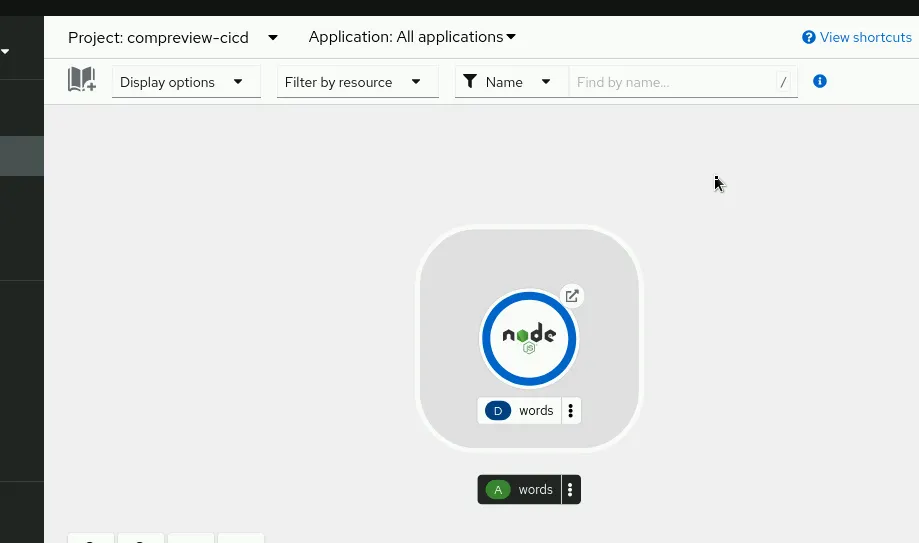 Project: compreview-cicd
Application: All applications
View shortcuts
Display options
Filter by resource
Name
Find by name...
/
node
JS
D words
A words